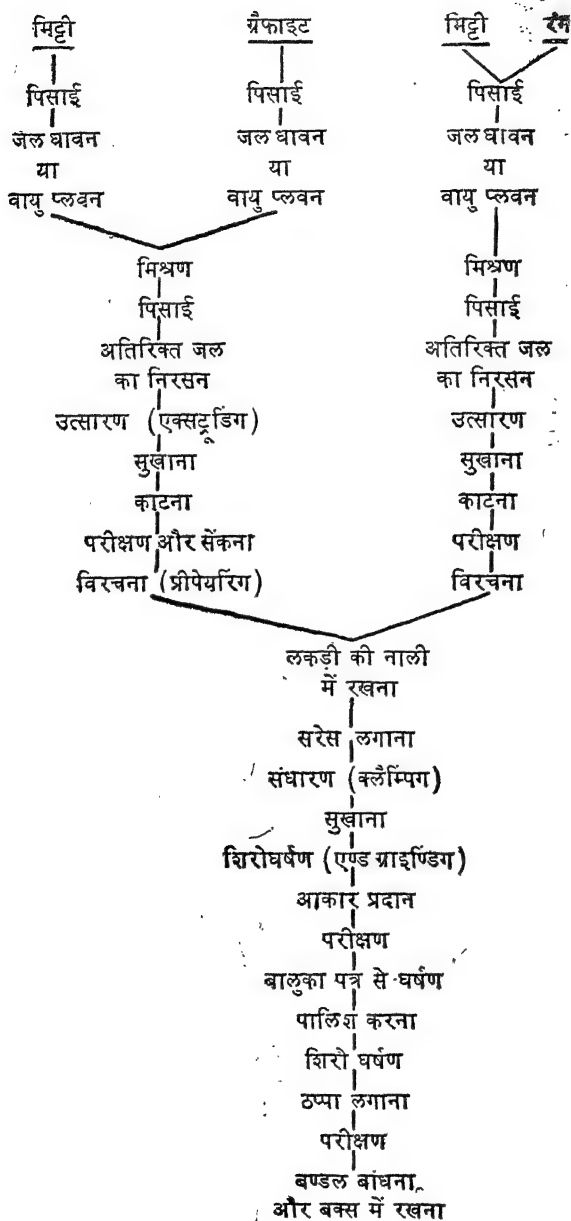 मिट्टी ग्रैफाइट मिट्टी रंग
पिसाई पिसाई पिसाई
जल धावन जल धावन जल धावन
या या या
वायु प्लवन वायु प्लवन वायु प्लवन
मिश्रण मिश्रण
पिसाई पिसाई
अतिरिक्त जल अतिरिक्त जल
का निरसन का निरसन
उत्सारण (एक्सट्रूडिंग) उत्सारण
सुखाना सुखाना
काटना काटना
परीक्षण और सेंकना परीक्षण
विरचना (प्रीपेयरिंग) विरचना
लकड़ी की नाली
में रखना
सरेस लगाना
संधारण (क्लैम्पिंग)
सुखाना
शिरोघर्षण (एण्ड ग्राइण्डिंग)
आकार प्रदान
परीक्षण
बालुका पत्र से घर्षण
पालिश करना
शिरो घर्षण
ठप्पा लगाना
परीक्षण
बण्डल बांधना
और बक्स में रखना